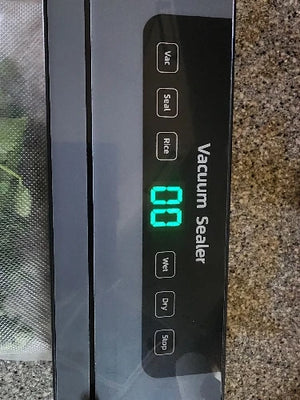 Vacuum Sealer
Vac
Seal
Rice
00
Wet
Dry
Stop